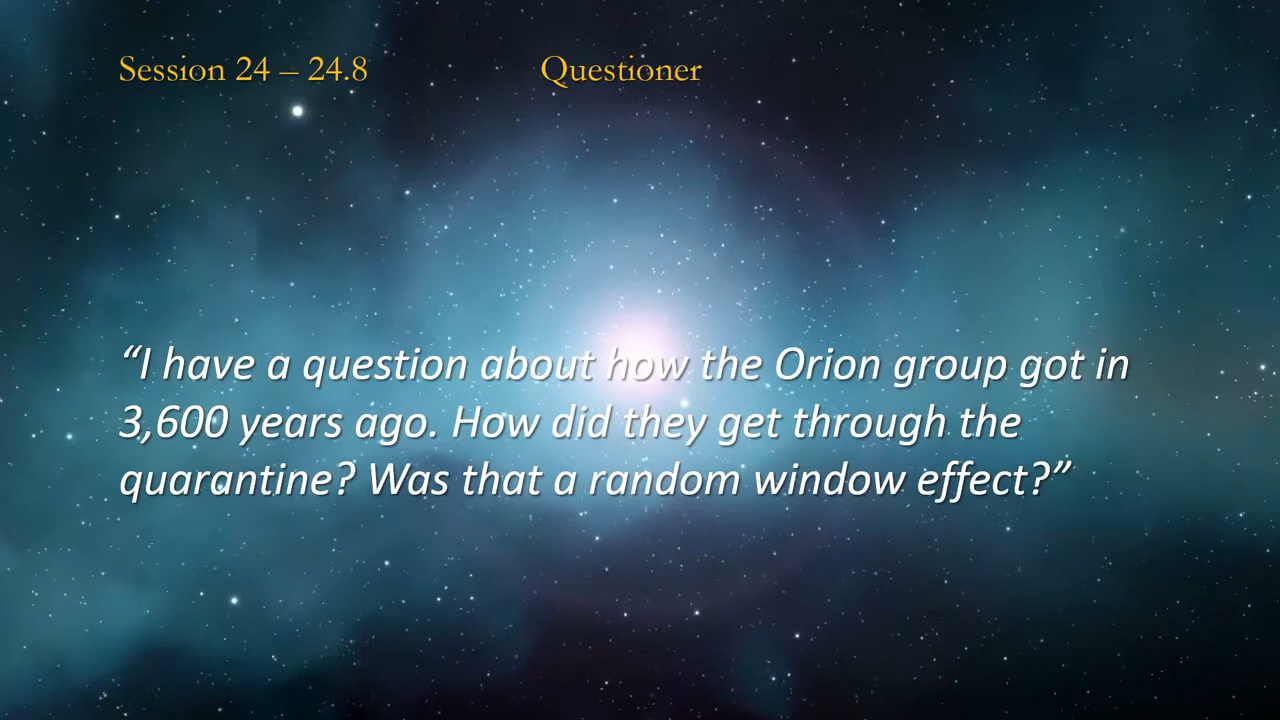 Session 24 – 24.8 Questioner
“I have a question about how the Orion group got in
3,600 years ago. How did they get through the
quarantine? Was that a random window effect?”